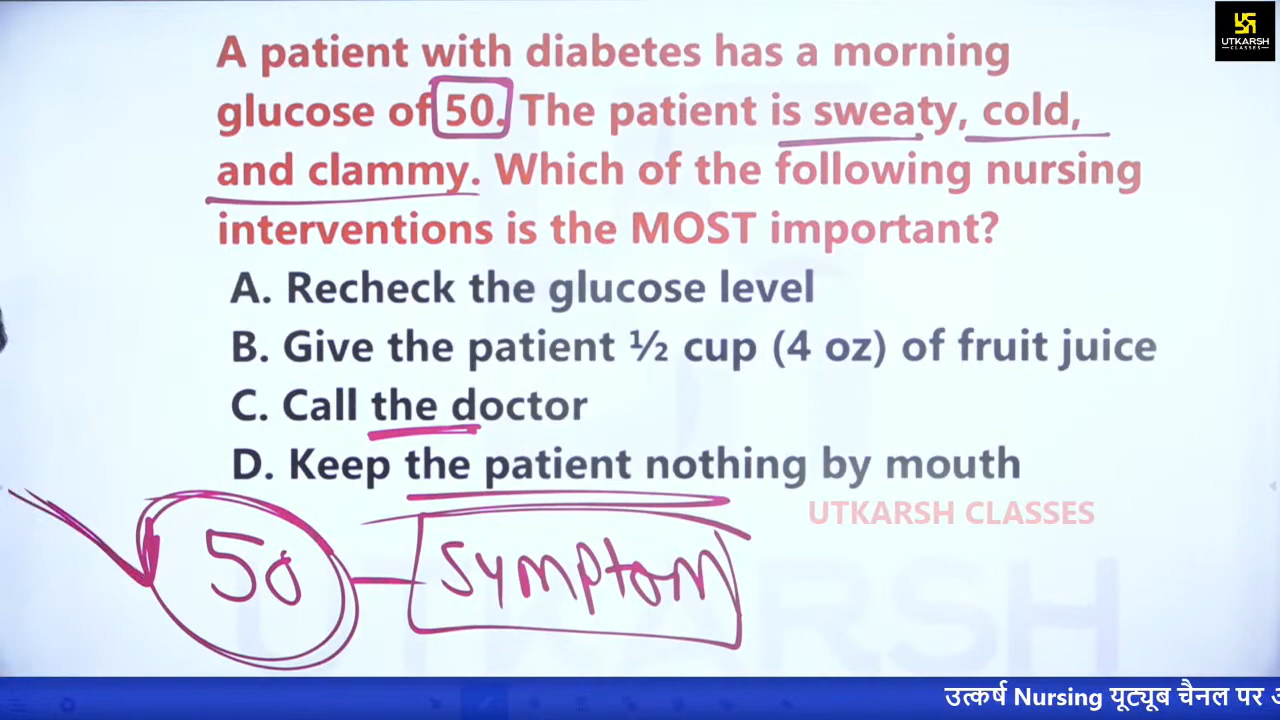 UTKARSH
CLASSES
A patient with diabetes has a morning
glucose of 50. The patient is sweaty, cold,
and clammy. Which of the following nursing
interventions is the MOST important?
A. Recheck the glucose level
B. Give the patient ½ cup (4 oz) of fruit juice
C. Call the doctor
D. Keep the patient nothing by mouth
UTKARSH CLASSES
50 - symptom
UTKARSH
उत्कर्ष Nursing यूट्यूब चैनल पर